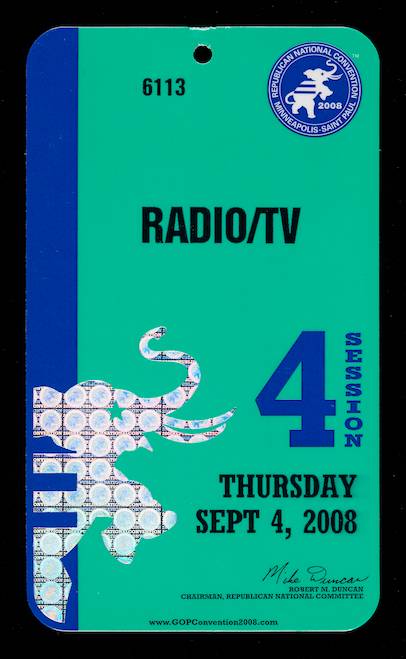 6113
REPUBLICAN NATIONAL CONVENTION
TM
2008
MINNEAPOLIS•SAINT PAUL
RADIO/TV
4
SESSION
THURSDAY
SEPT 4, 2008
Mike Duncan
ROBERT M. DUNCAN
CHAIRMAN, REPUBLICAN NATIONAL COMMITTEE
www.GOPConvention2008.com